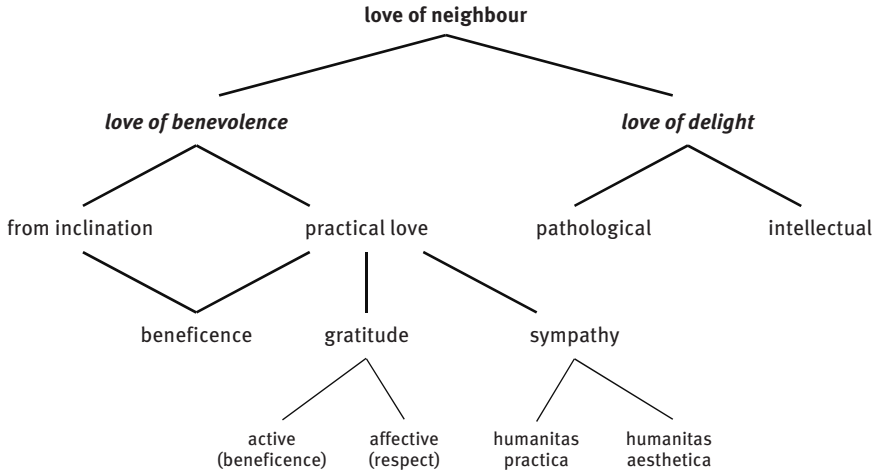 love of neighbour
love of benevolence
love of delight
from inclination
practical love
pathological
intellectual
beneficence
gratitude
sympathy
active
(beneficence)
affective
(respect)
humanitas
practica
humanitas
aesthetica